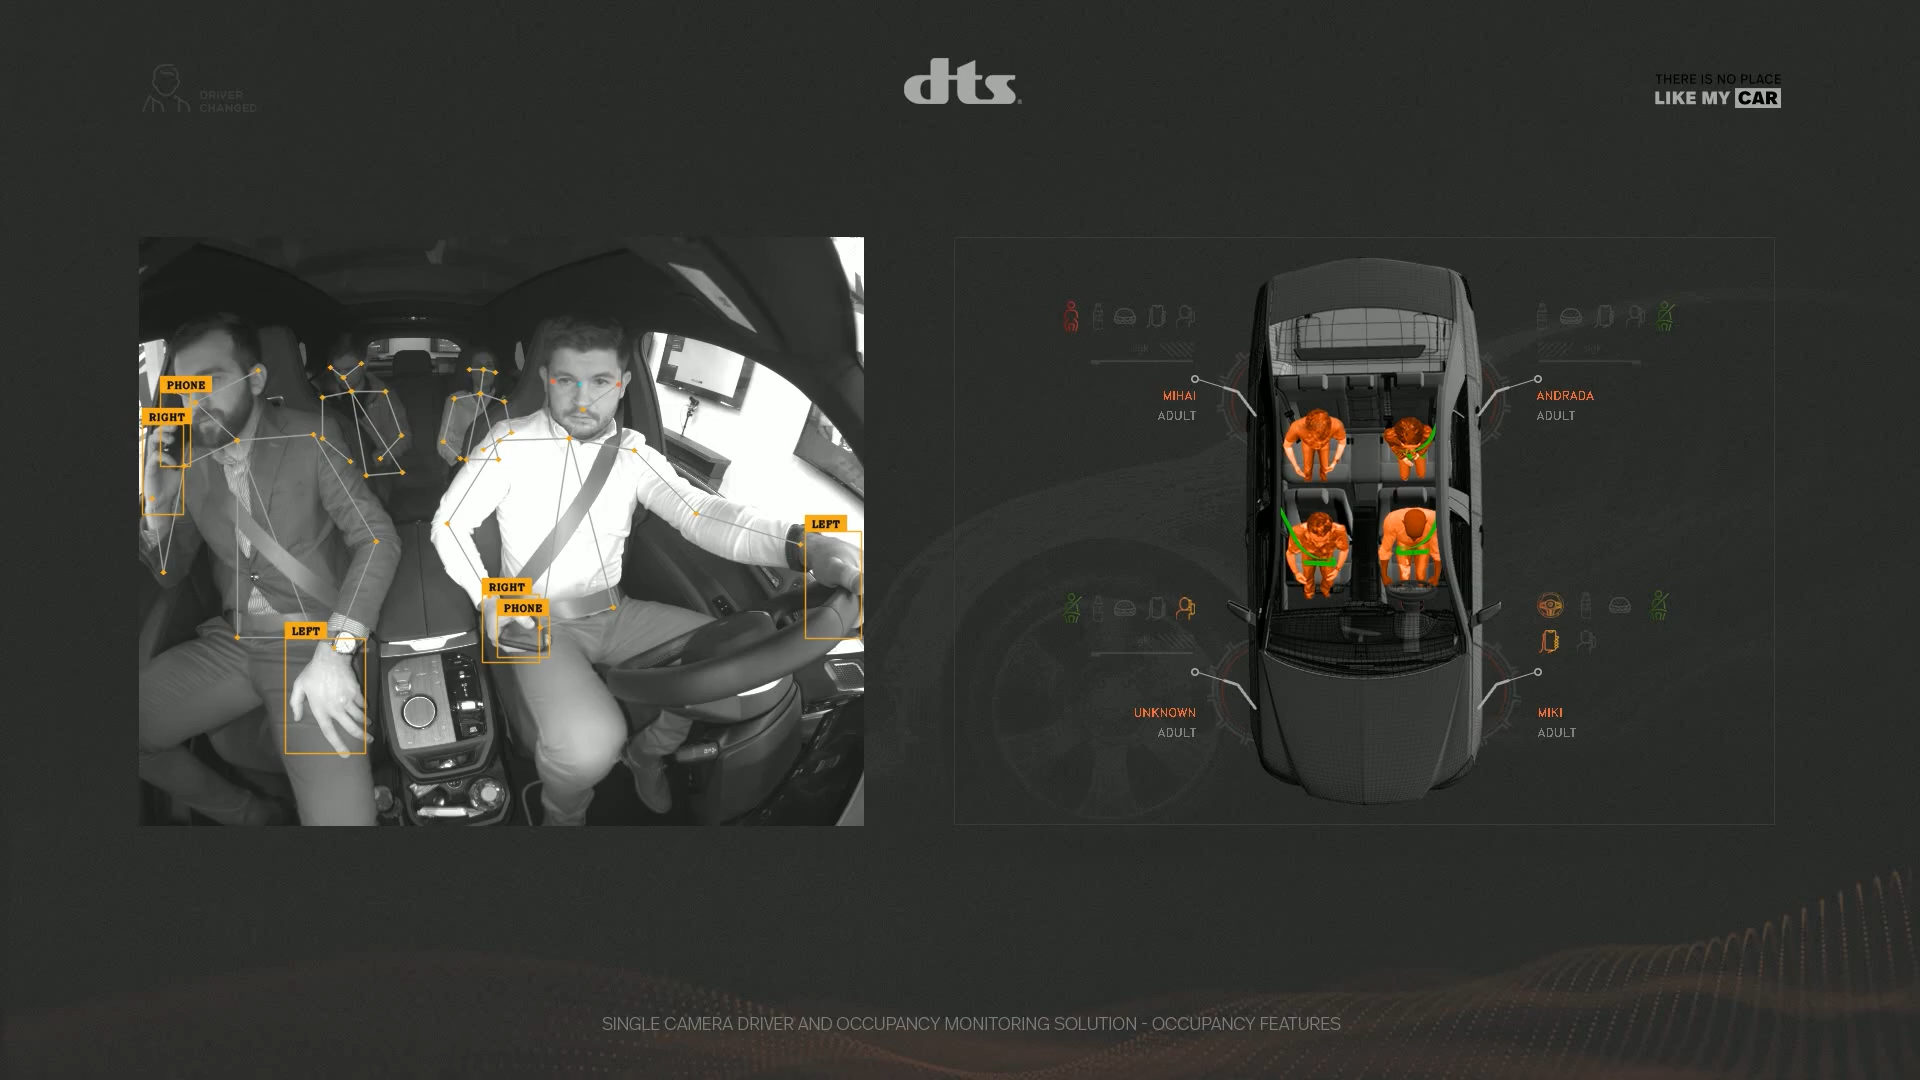 DRIVER
CHANGED
dts
THERE IS NO PLACE
LIKE MY CAR
PHONE
RIGHT
LEFT
RIGHT
PHONE
LEFT
MIHAI
ADULT
ANDRADA
ADULT
UNKNOWN
ADULT
MIKI
ADULT
SINGLE CAMERA DRIVER AND OCCUPANCY MONITORING SOLUTION - OCCUPANCY FEATURES